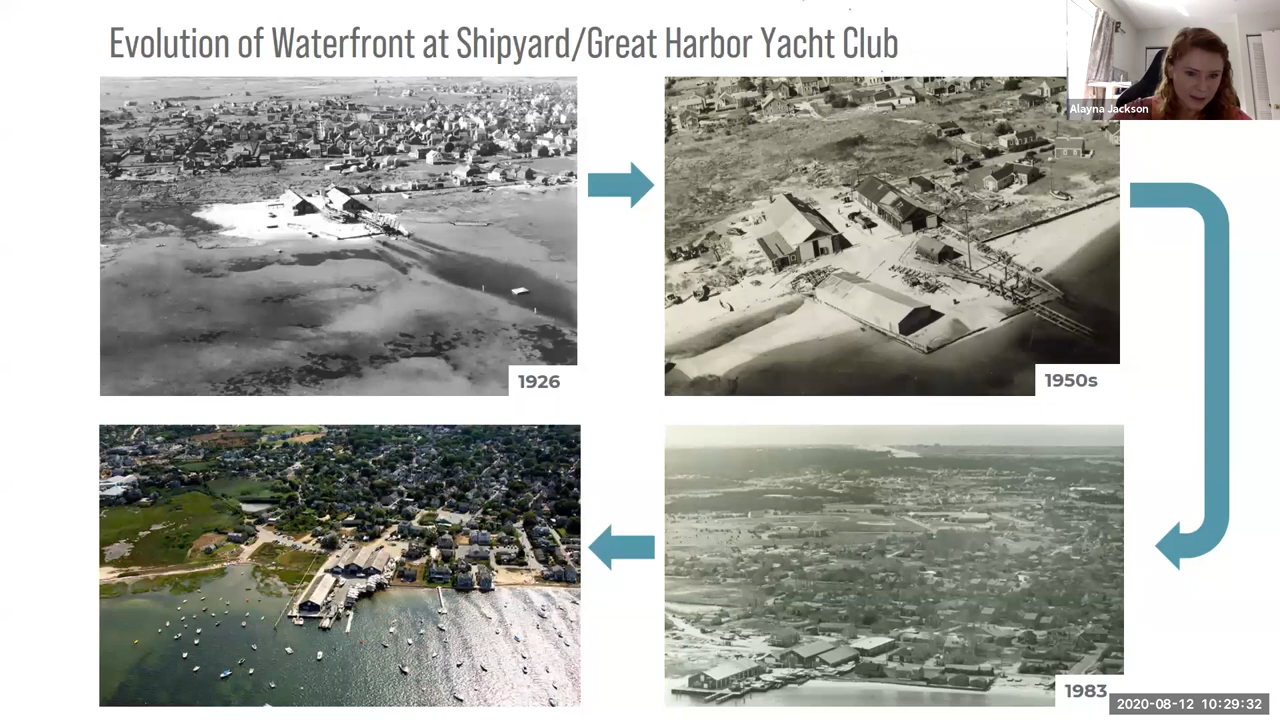 Evolution of Waterfront at Shipyard/Great Harbor Yacht Club
Alayna Jackson
1926
1950s
1983
2020-08-12 10:29:32